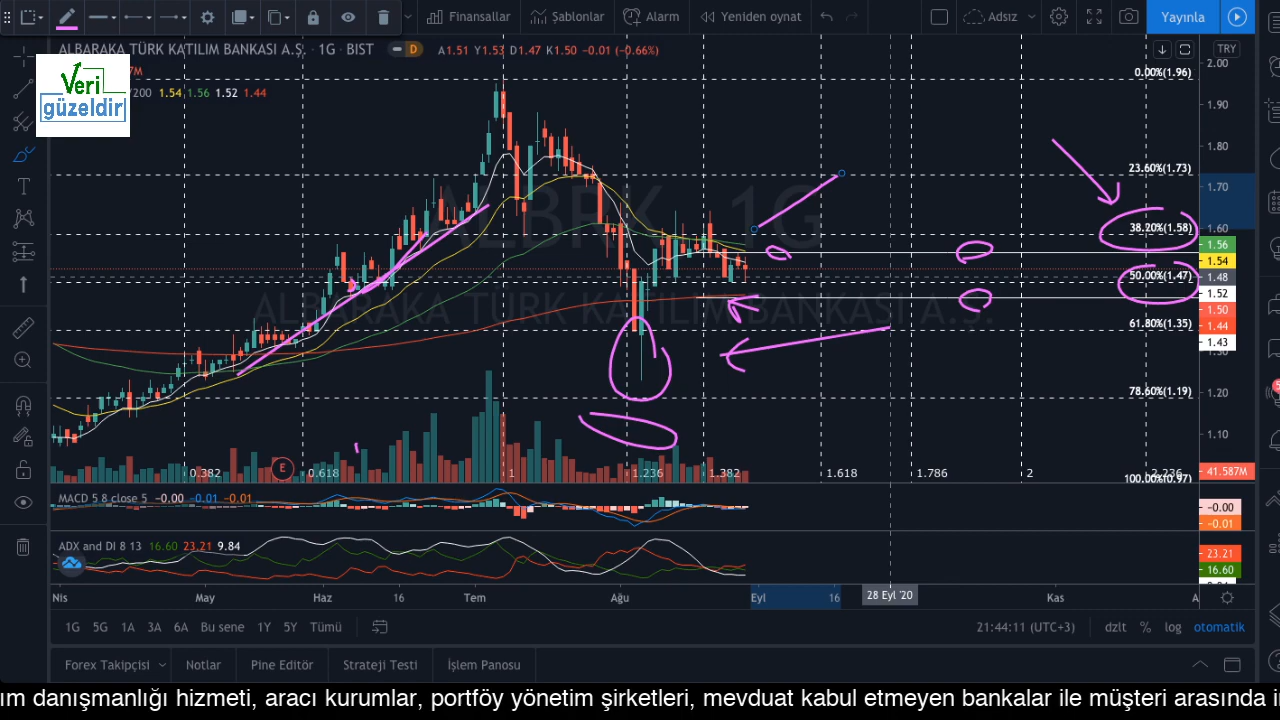 Finansallar Şablonlar Alarm Yeniden oynat Adsız Yayınla
ALBARAKA TÜRK KATILIM BANKASI A.Ş. · 1G · BIST D A1.51 Y1.53 D1.47 K1.50 −0.01 (−0.66%)
TRY
Veri
güzeldir
/200 1.54 1.56 1.52 1.44
0.00%(1.96)
23.60%(1.73)
38.20%(1.58)
50.00%(1.47)
61.80%(1.35)
78.60%(1.19)
100.00%(0.97)
2.00
1.90
1.80
1.70
1.60
1.56
1.54
1.48
1.52
1.50
1.44
1.43
1.30
1.20
1.10
41.587M
ALBRK, 1G
ALBARAKA TÜRK KATILIM BANKASI A.Ş.
E
0.382 0.618 1 1.236 1.382 1.618 1.786 2 2.236
MACD 5 8 close 5 −0.00 −0.01 −0.01
−0.00
−0.01
ADX and DI 8 13 16.60 23.21 9.84
23.21
16.60
Nis May Haz 16 Tem Ağu Eyl 16 28 Eyl '20 Kas A
1G 5G 1A 3A 6A Bu sene 1Y 5Y Tümü 21:44:11 (UTC+3) dzlt % log otomatik
Forex Takipçisi Notlar Pine Editör Strateji Testi İşlem Panosu
ım danışmanlığı hizmeti, aracı kurumlar, portföy yönetim şirketleri, mevduat kabul etmeyen bankalar ile müşteri arasında i